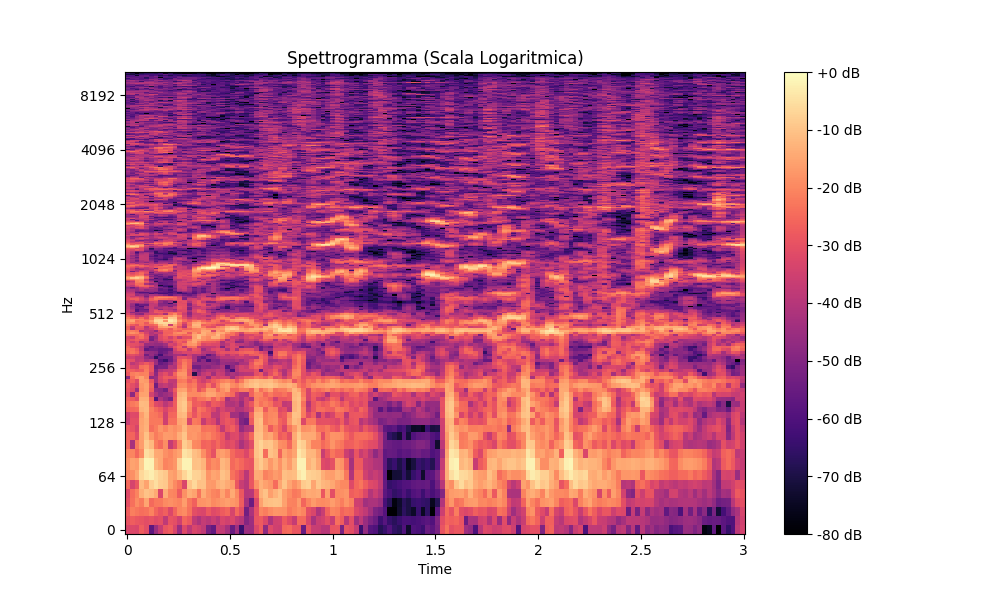 Spettrogramma (Scala Logaritmica)
Hz
8192
4096
2048
1024
512
256
128
64
0
0
0.5
1
1.5
2
2.5
3
Time
+0 dB
-10 dB
-20 dB
-30 dB
-40 dB
-50 dB
-60 dB
-70 dB
-80 dB